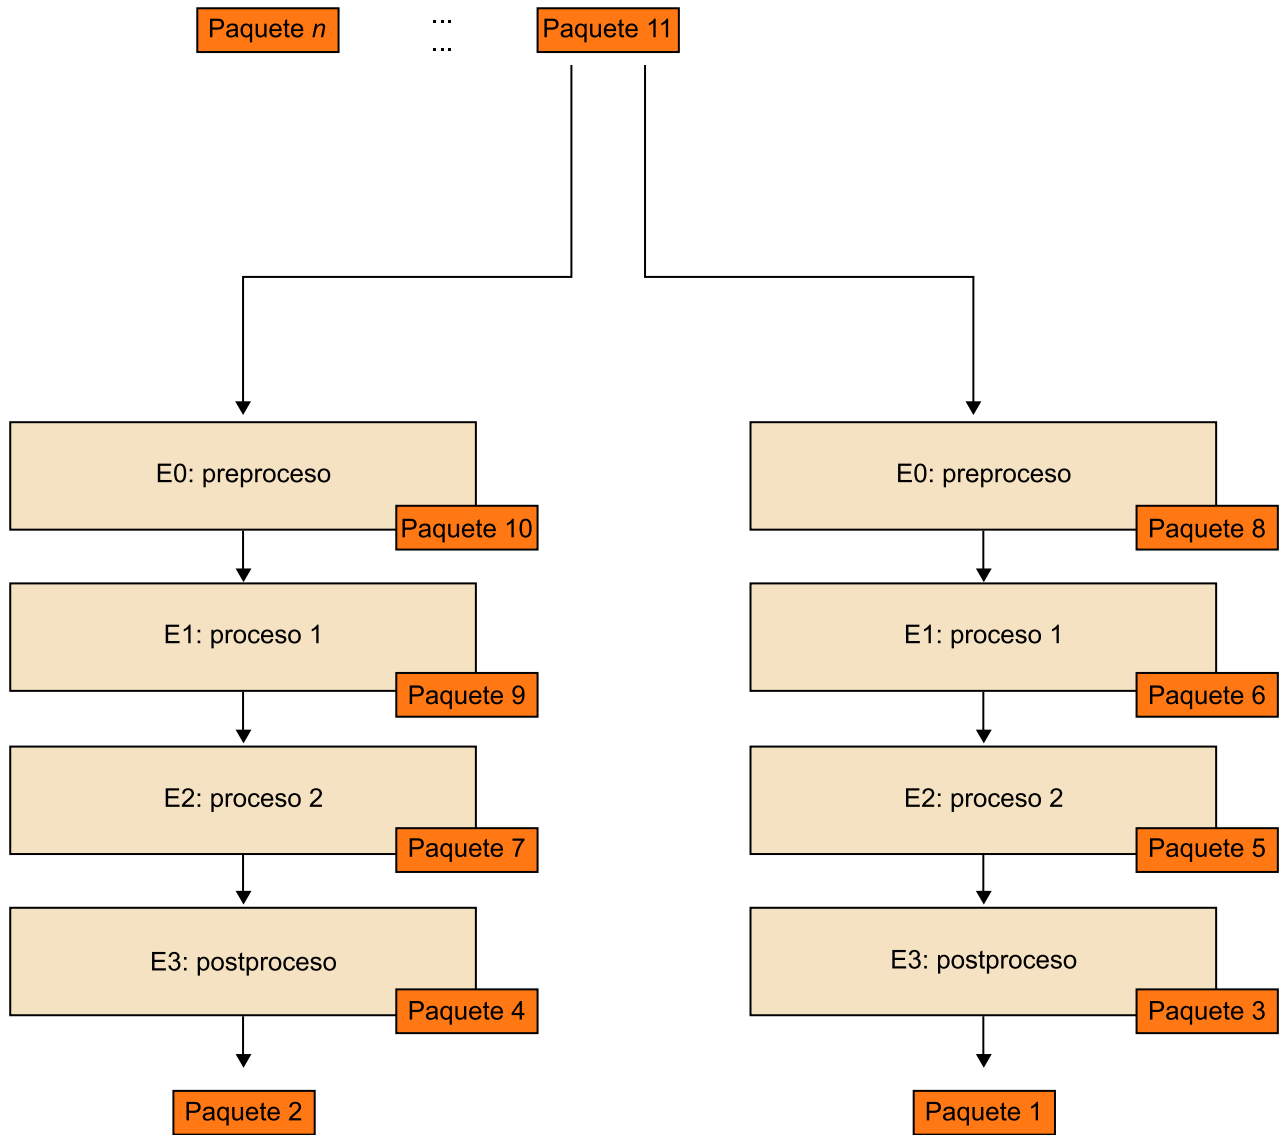 Paquete n ... Paquete 11
...
E0: preproceso
Paquete 10
E1: proceso 1
Paquete 9
E2: proceso 2
Paquete 7
E3: postproceso
Paquete 4
Paquete 2
E0: preproceso
Paquete 8
E1: proceso 1
Paquete 6
E2: proceso 2
Paquete 5
E3: postproceso
Paquete 3
Paquete 1